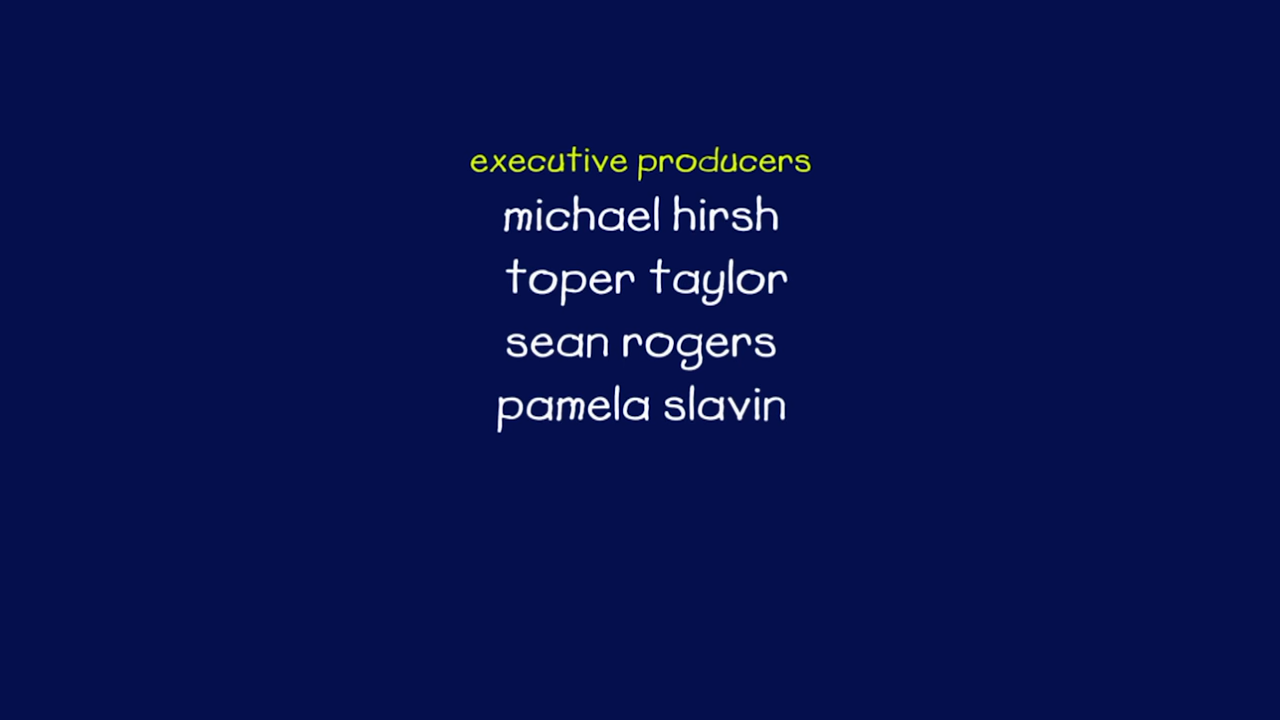 executive producers
michael hirsh
toper taylor
sean rogers
pamela slavin